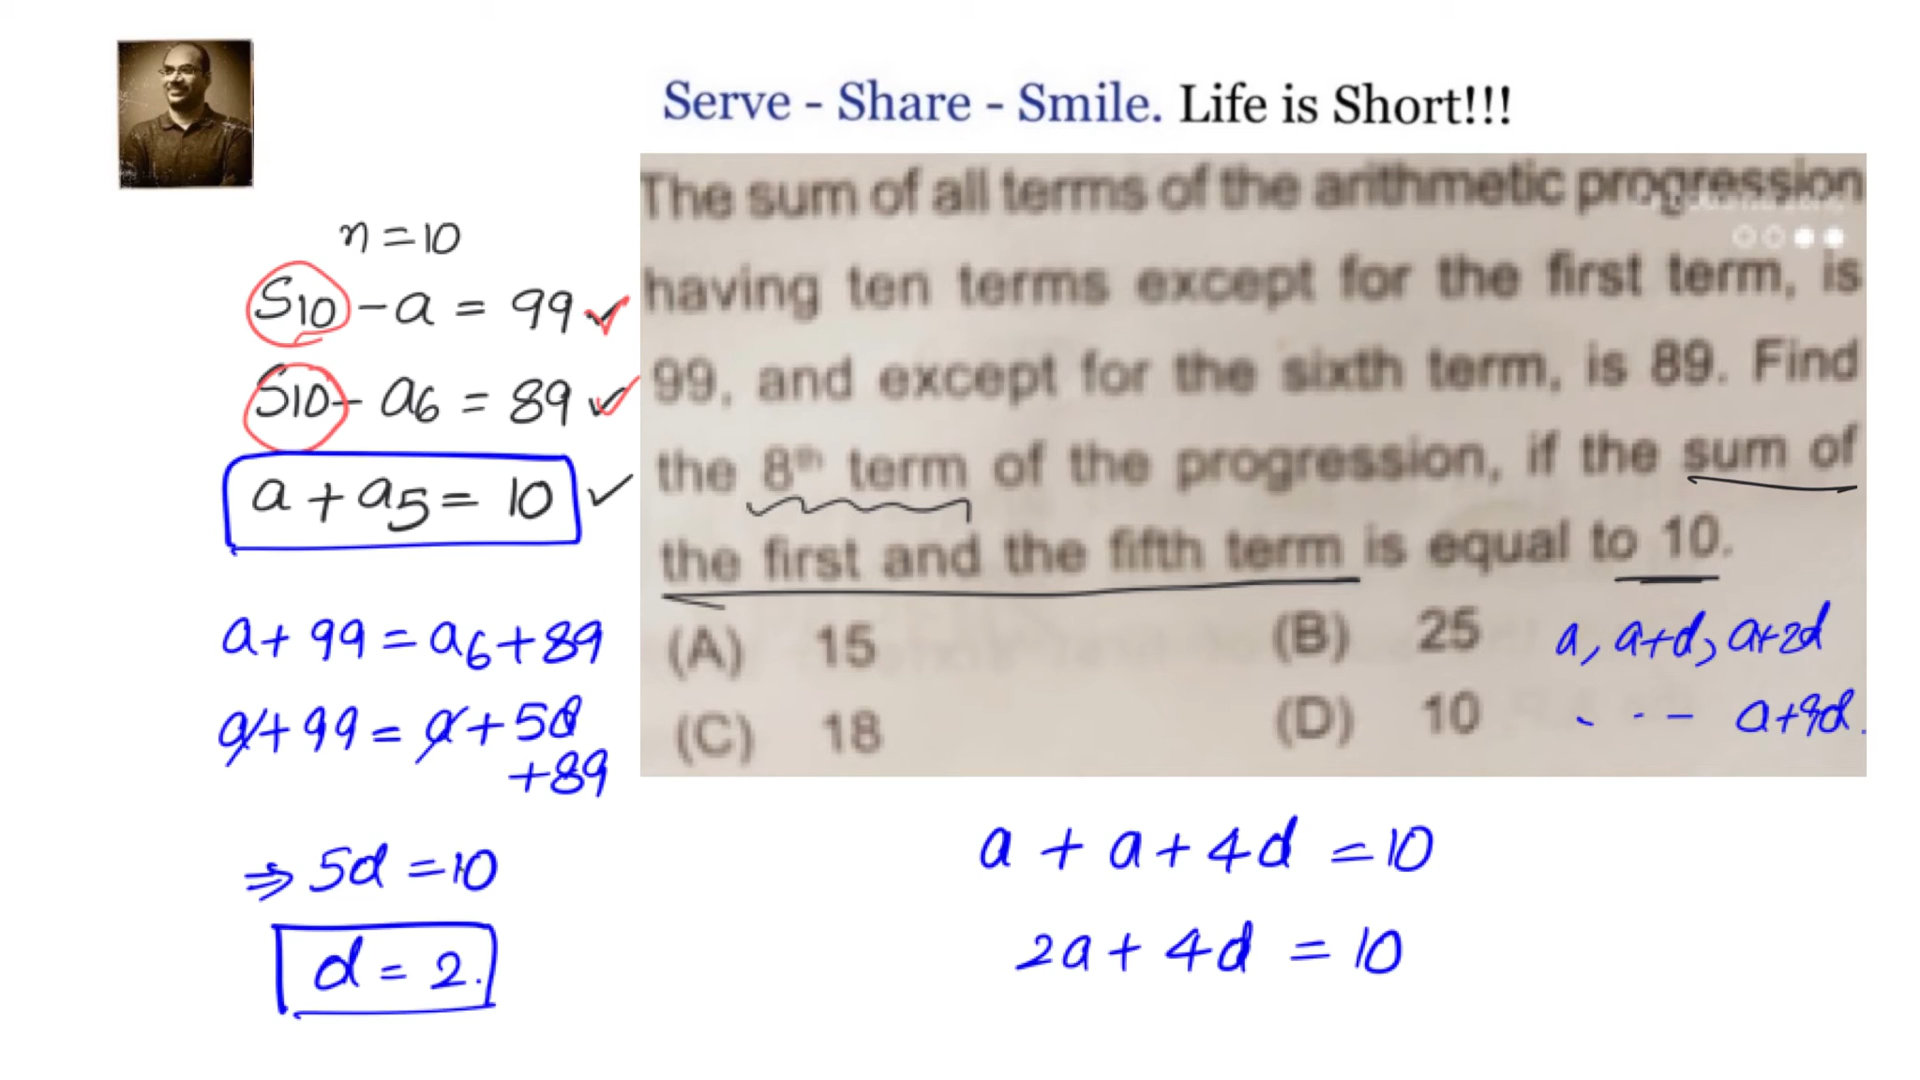 Serve - Share - Smile. Life is Short!!!
The sum of all terms of the arithmetic progression
having ten terms except for the first term, is
99, and except for the sixth term, is 89. Find
the 8th term of the progression, if the sum of
the first and the fifth term is equal to 10.
(A) 15 (B) 25
(C) 18 (D) 10
n = 10
S10 - a = 99
S10 - a6 = 89
a + a5 = 10
a + 99 = a6 + 89
a + 99 = a + 5d
+ 89
⇒ 5d = 10
d = 2.
a, a+d, a+2d
- - - a+9d.
a + a + 4d = 10
2a + 4d = 10